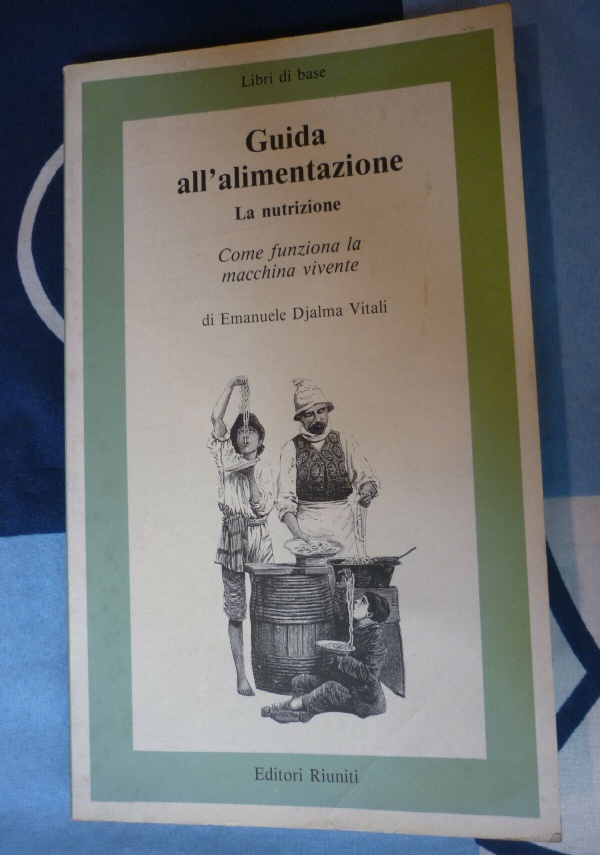 Libri di base
Guida
all'alimentazione
La nutrizione
Come funziona la
macchina vivente
di Emanuele Djalma Vitali
Editori Riuniti